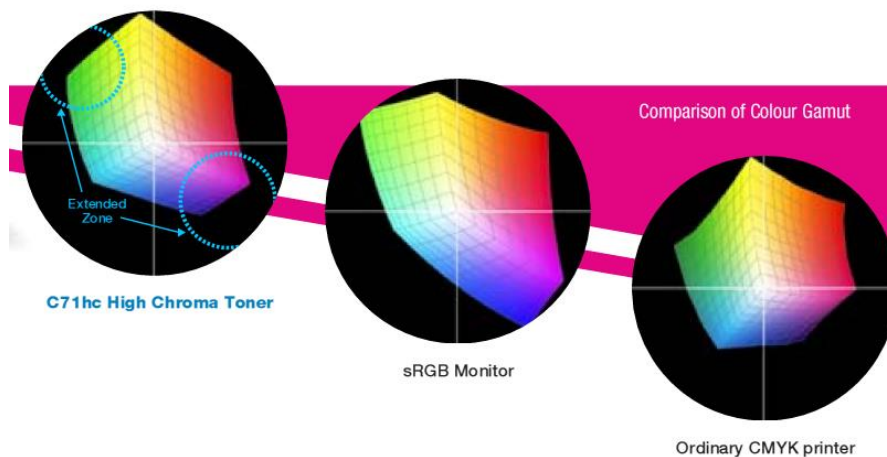 Comparison of Colour Gamut
Extended
Zone
C71hc High Chroma Toner
sRGB Monitor
Ordinary CMYK printer